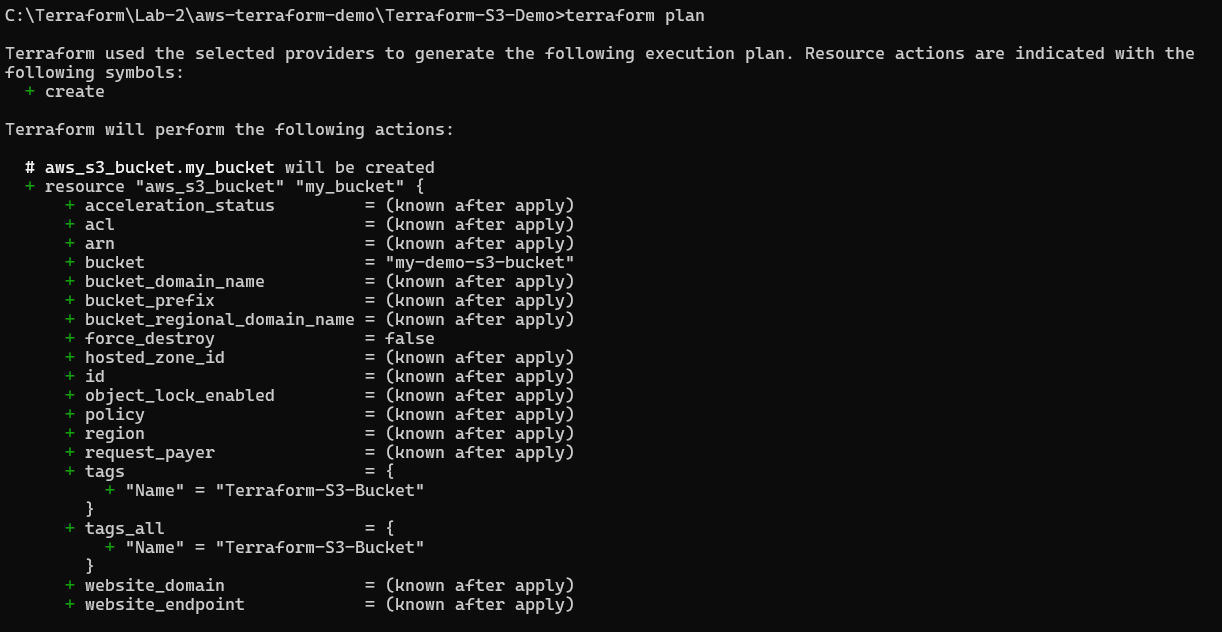 C:\Terraform\Lab-2\aws-terraform-demo\Terraform-S3-Demo>terraform plan
Terraform used the selected providers to generate the following execution plan. Resource actions are indicated with the
following symbols:
  + create
Terraform will perform the following actions:
  # aws_s3_bucket.my_bucket will be created
  + resource "aws_s3_bucket" "my_bucket" {
      + acceleration_status         = (known after apply)
      + acl                         = (known after apply)
      + arn                         = (known after apply)
      + bucket                      = "my-demo-s3-bucket"
      + bucket_domain_name          = (known after apply)
      + bucket_prefix               = (known after apply)
      + bucket_regional_domain_name = (known after apply)
      + force_destroy               = false
      + hosted_zone_id              = (known after apply)
      + id                          = (known after apply)
      + object_lock_enabled         = (known after apply)
      + policy                      = (known after apply)
      + region                      = (known after apply)
      + request_payer               = (known after apply)
      + tags                        = {
          + "Name" = "Terraform-S3-Bucket"
        }
      + tags_all                    = {
          + "Name" = "Terraform-S3-Bucket"
        }
      + website_domain              = (known after apply)
      + website_endpoint            = (known after apply)